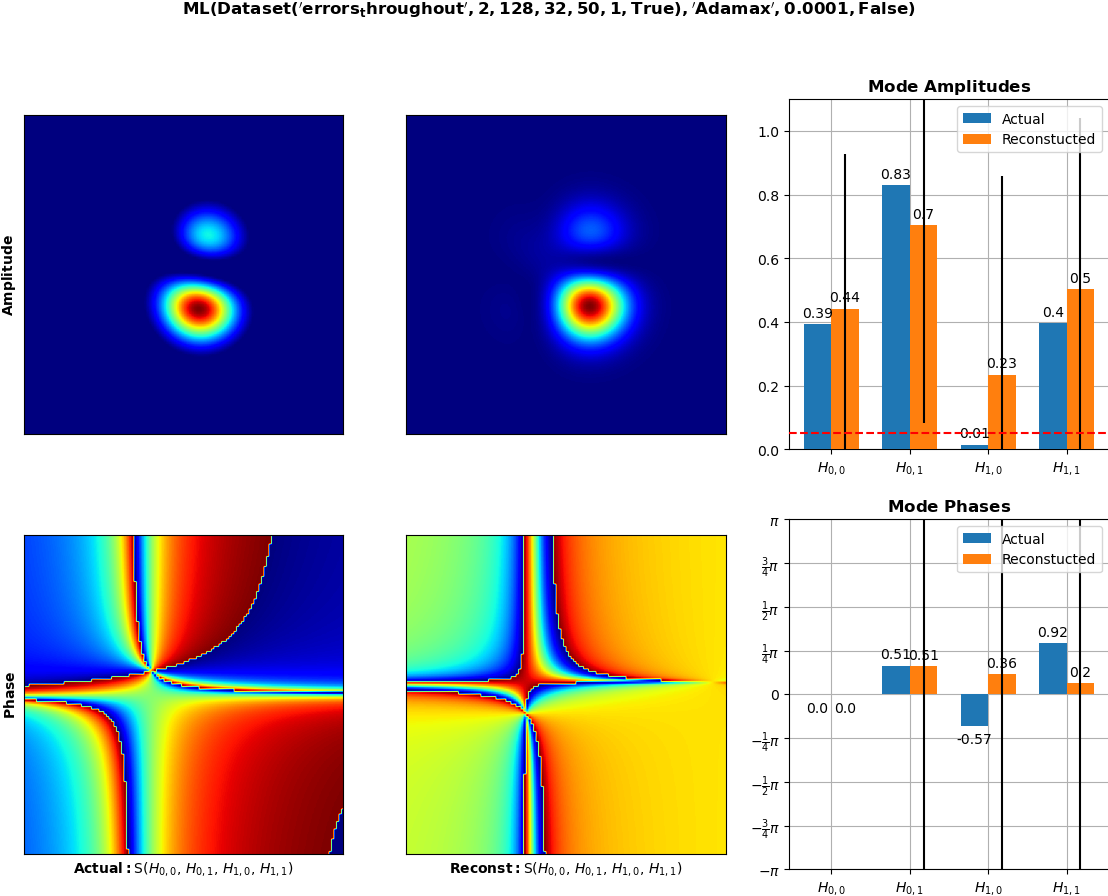 ML(Dataset('errors_throughout', 2, 128, 32, 50, 1, True), 'Adamax', 0.0001, False)
Amplitude
Mode Amplitudes
Actual
Reconstucted
1.0
0.8
0.6
0.4
0.2
0.0
0.39
0.44
0.83
0.7
0.01
0.23
0.4
0.5
H0,0
H0,1
H1,0
H1,1
Phase
Actual: S(H0,0, H0,1, H1,0, H1,1)
Reconst: S(H0,0, H0,1, H1,0, H1,1)
Mode Phases
Actual
Reconstucted
π
3/4π
1/2π
1/4π
0
−1/4π
−1/2π
−3/4π
−π
0.0
0.0
0.51
0.51
-0.57
0.36
0.92
0.2
H0,0
H0,1
H1,0
H1,1